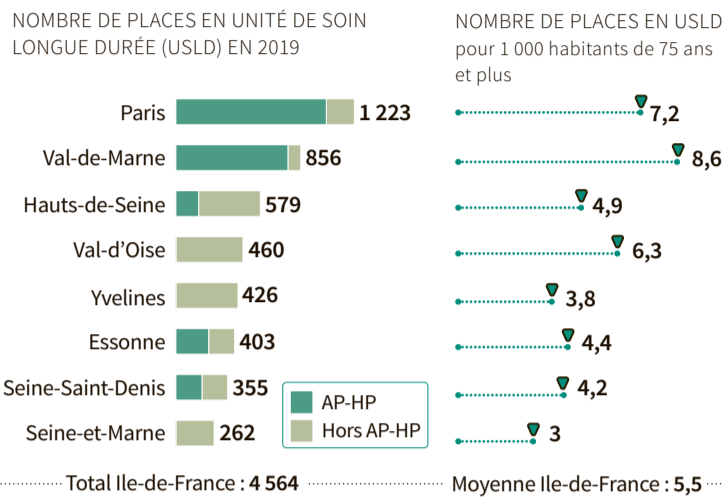 NOMBRE DE PLACES EN UNITÉ DE SOIN
LONGUE DURÉE (USLD) EN 2019
NOMBRE DE PLACES EN USLD
pour 1 000 habitants de 75 ans
et plus
Paris 1 223 7,2
Val-de-Marne 856 8,6
Hauts-de-Seine 579 4,9
Val-d’Oise 460 6,3
Yvelines 426 3,8
Essonne 403 4,4
Seine-Saint-Denis 355 4,2
Seine-et-Marne 262 3
AP-HP
Hors AP-HP
Total Ile-de-France : 4 564
Moyenne Ile-de-France : 5,5